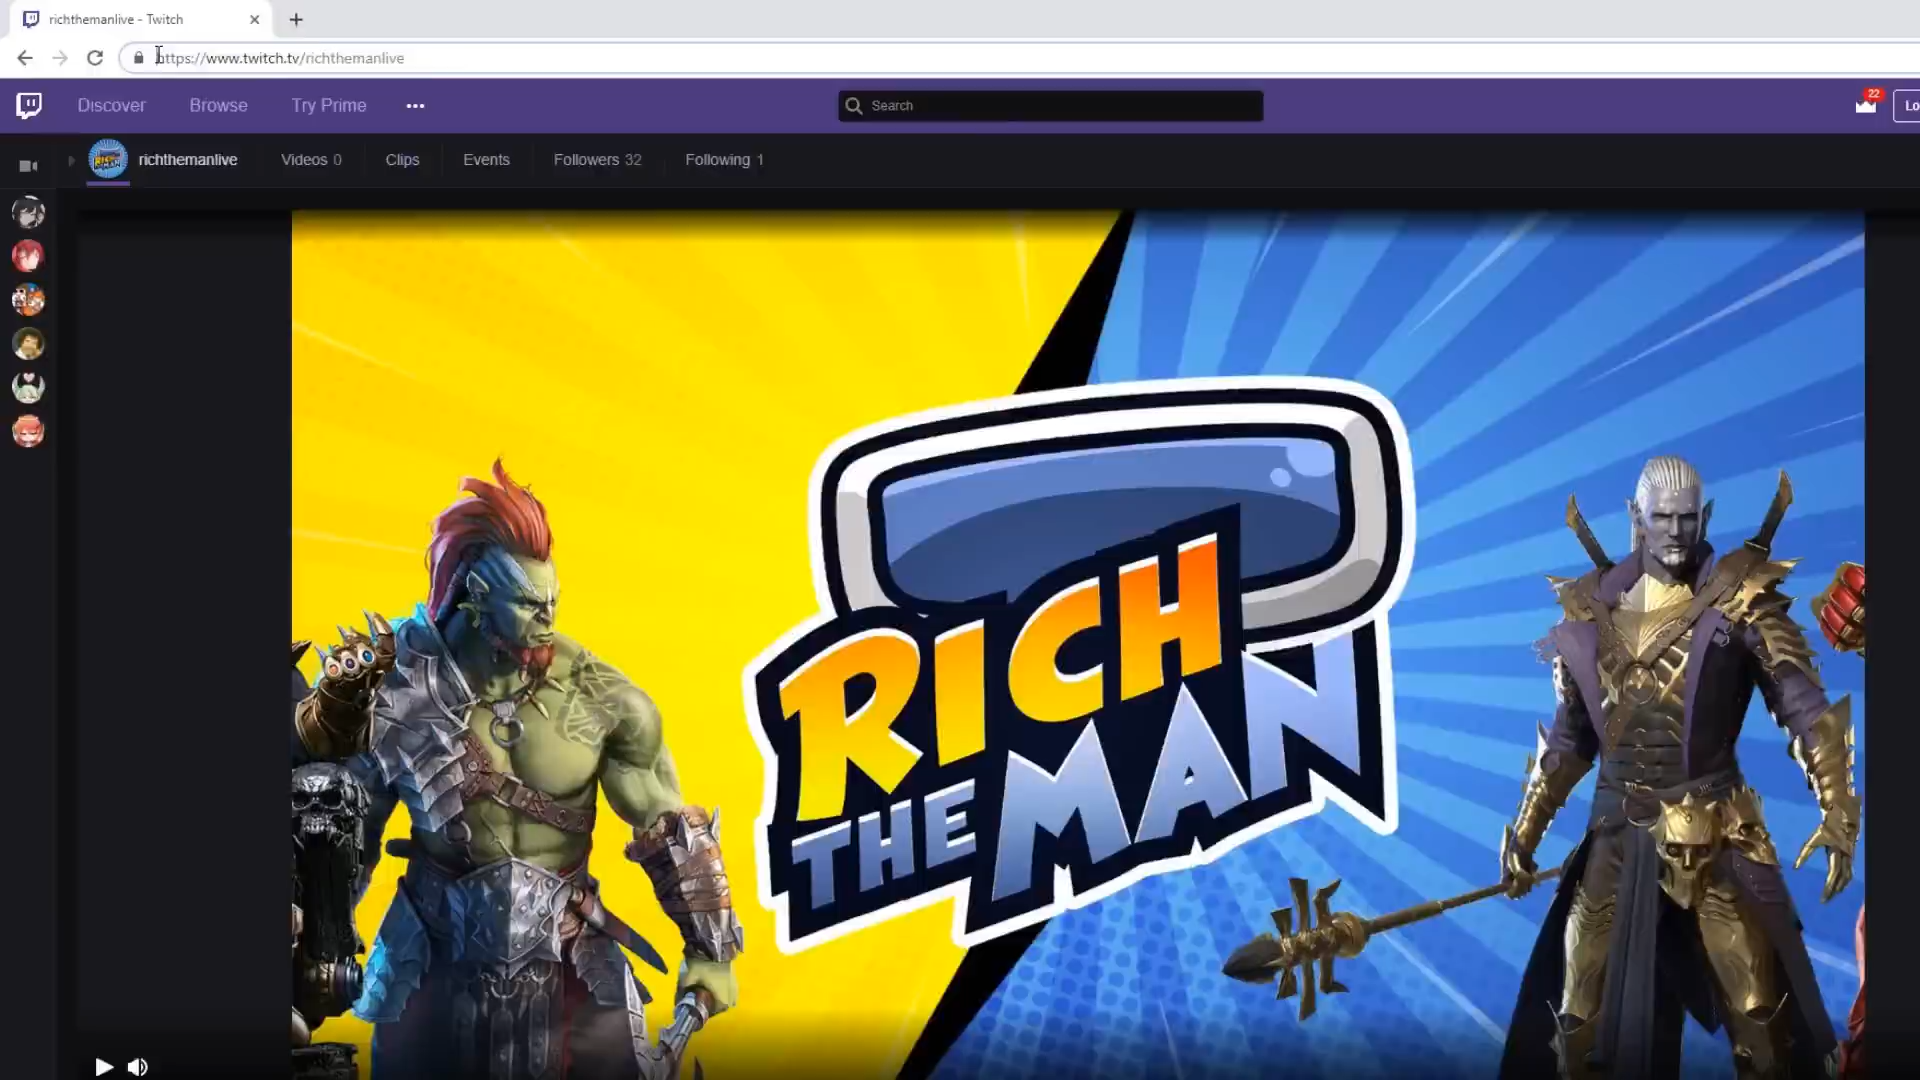 richthemanlive - Twitch
https://www.twitch.tv/richthemanlive
Discover
Browse
Try Prime
Search
22
Lo
richthemanlive
Videos 0
Clips
Events
Followers 32
Following 1
RICH
THE MAN